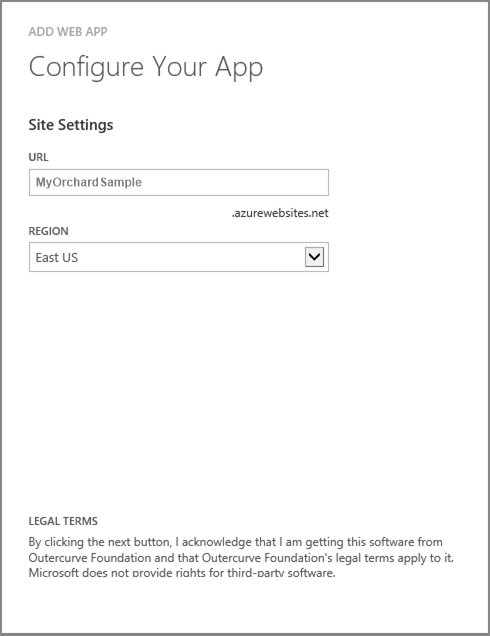 ADD WEB APP
Configure Your App
Site Settings
URL
MyOrchardSample
.azurewebsites.net
REGION
East US
LEGAL TERMS
By clicking the next button, I acknowledge that I am getting this software from
Outercurve Foundation and that Outercurve Foundation's legal terms apply to it.
Microsoft does not provide rights for third-party software.